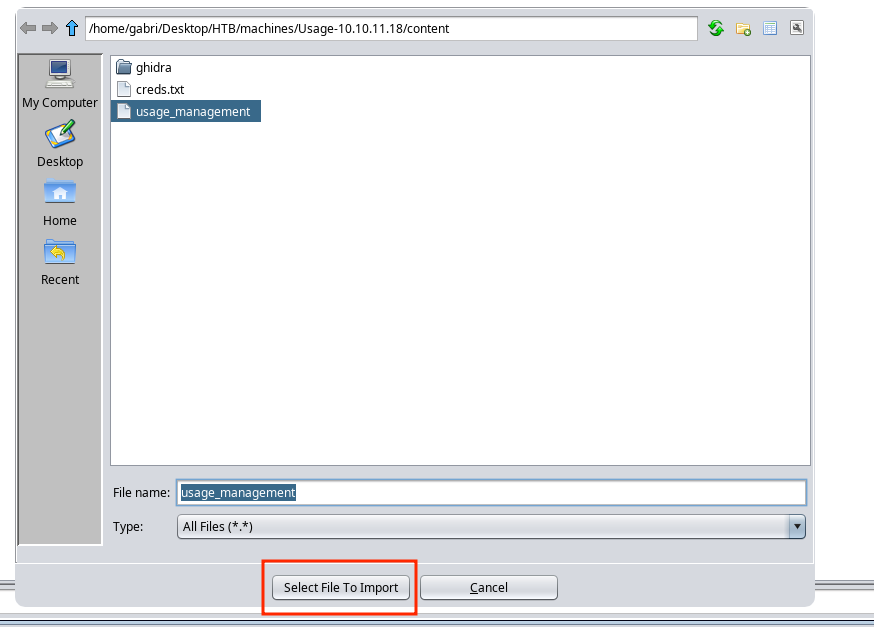 /home/gabri/Desktop/HTB/machines/Usage-10.10.11.18/content
My Computer
Desktop
Home
Recent
ghidra
creds.txt
usage_management
File name: usage_management
Type: All Files (*.*)
Select File To Import
Cancel